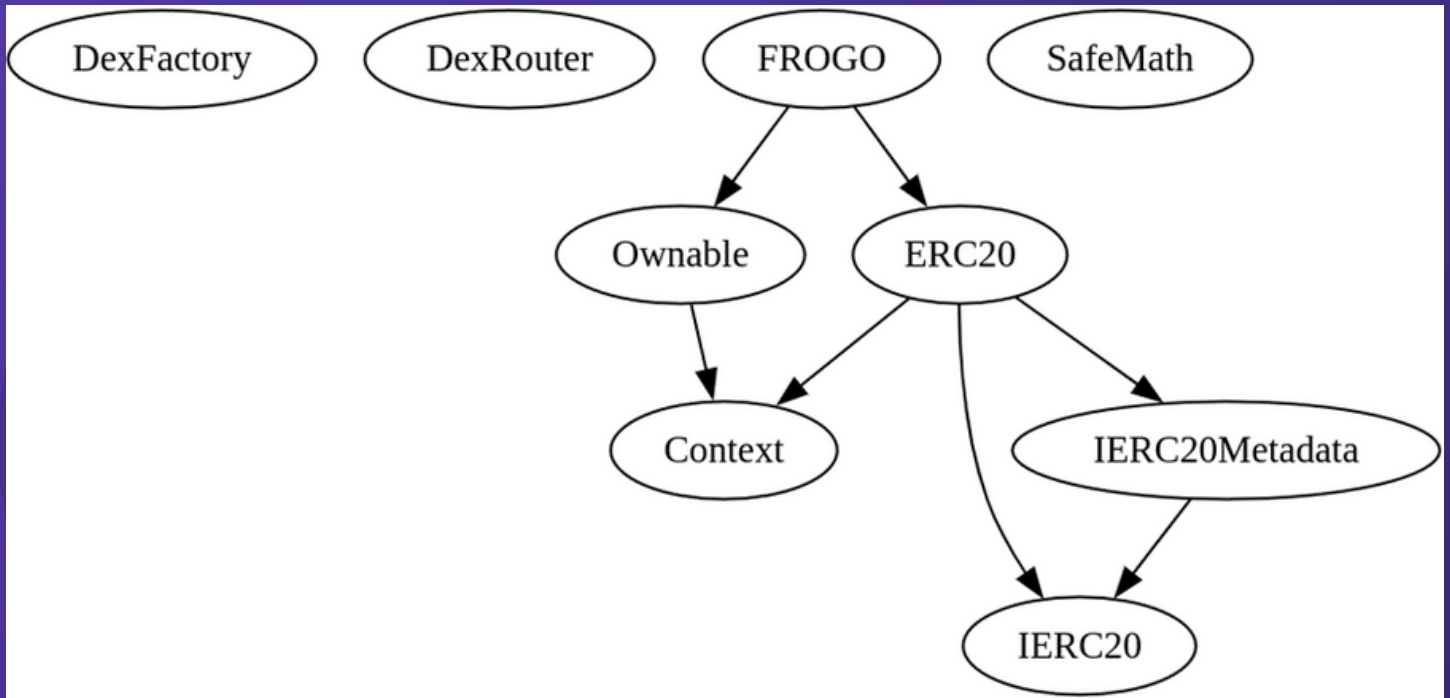 DexFactory
DexRouter
FROGO
SafeMath
Ownable
ERC20
Context
IERC20Metadata
IERC20